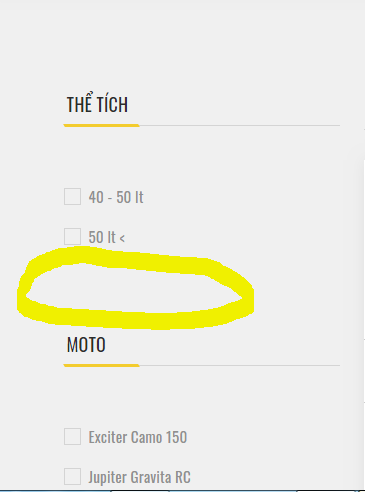 THỂ TÍCH
40 - 50 lt
50 lt <
MOTO
Exciter Camo 150
Jupiter Gravita RC